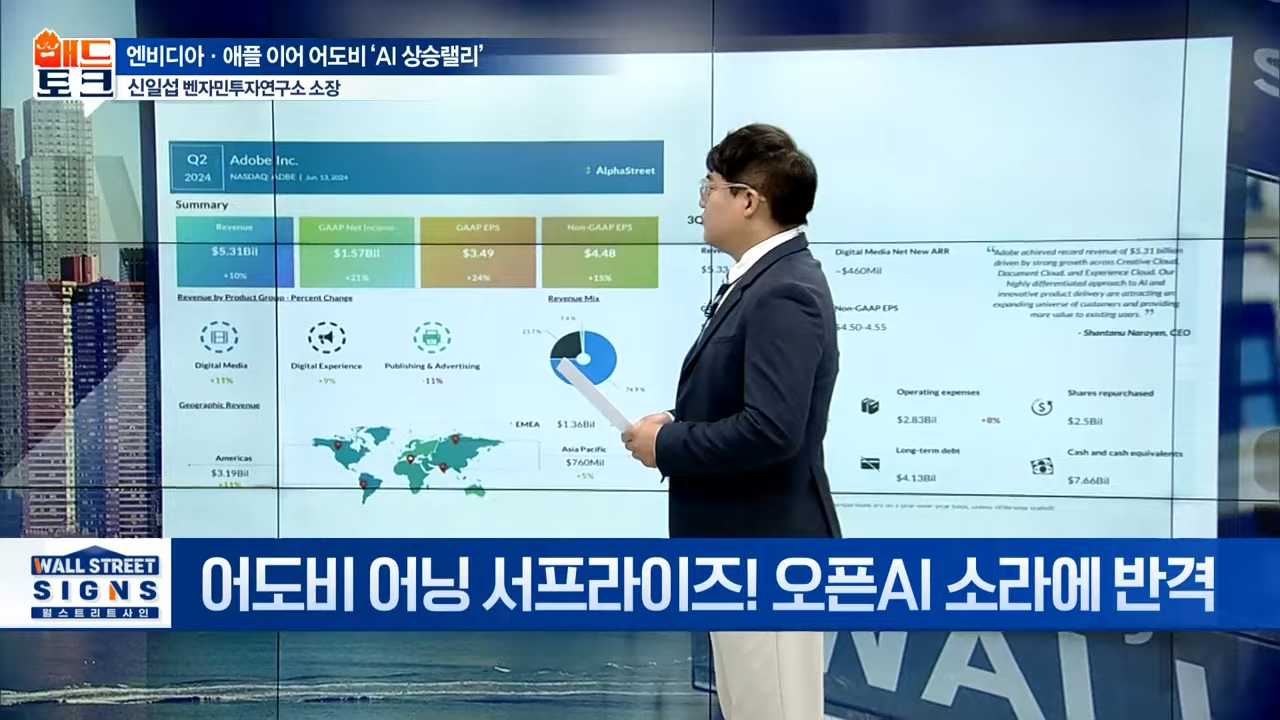 매드
토크
엔비디아·애플 이어 어도비 ‘AI 상승랠리’
신일섭 벤자민투자연구소 소장
Q2
2024
Adobe Inc.
NASDAQ: ADBE | Jun. 13, 2024
AlphaStreet
Summary
Revenue
$5.31Bil
+10%
GAAP Net Income
$1.57Bil
+21%
GAAP EPS
$3.49
+24%
Non-GAAP EPS
$4.48
+15%
Revenue by Product Group - Percent Change
Revenue Mix
Digital Media
+11%
Digital Experience
+9%
Publishing & Advertising
-11%
Geographic Revenue
Americas
$3.19Bil
+11%
EMEA
$1.36Bil
Asia Pacific
$760Mil
+5%
3Q
$5.33
Digital Media Net New ARR
~$460Mil
Non-GAAP EPS
$4.50-4.55
“Adobe achieved record revenue of $5.31 billion
driven by strong growth across Creative Cloud,
Document Cloud, and Experience Cloud. Our
highly differentiated approach to AI and
innovative product delivery are attracting an
expanding universe of customers and providing
more value to existing users. ”
- Shantanu Narayen, CEO
Operating expenses
$2.83Bil +8%
Shares repurchased
$2.5Bil
Long-term debt
$4.13Bil
Cash and cash equivalents
$7.66Bil
WALL STREET
SIGNS
월스트리트사인
어도비 어닝 서프라이즈! 오픈AI 소라에 반격
WALL